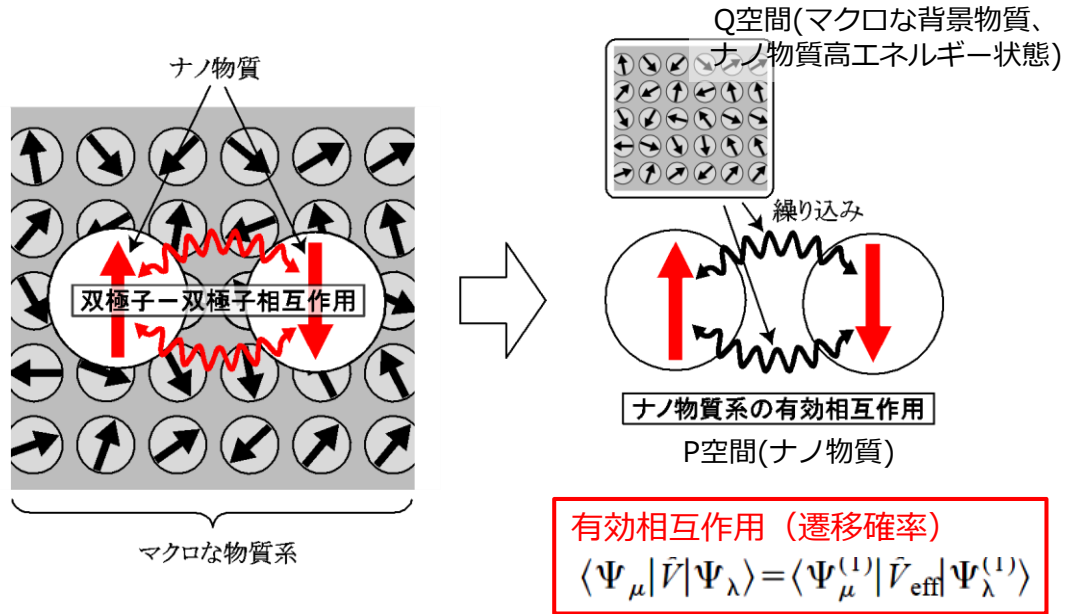 ナノ物質
双極子ー双極子相互作用
マクロな物質系
Q空間(マクロな背景物質、
ナノ物質高エネルギー状態)
繰り込み
ナノ物質系の有効相互作用
P空間(ナノ物質)
有効相互作用（遷移確率）
⟨Ψ_μ|V̂|Ψ_λ⟩=⟨Ψ_μ^(1)|V̂_eff|Ψ_λ^(1)⟩